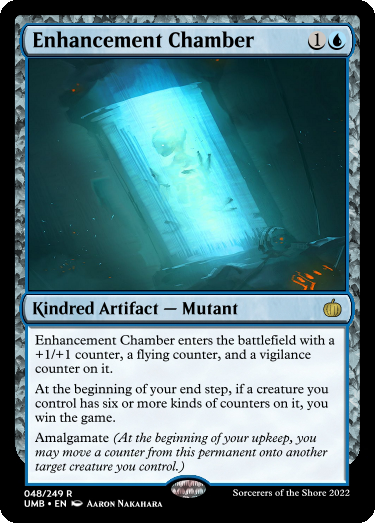 Enhancement Chamber 1
Kindred Artifact — Mutant
Enhancement Chamber enters the battlefield with a
+1/+1 counter, a flying counter, and a vigilance
counter on it.
At the beginning of your end step, if a creature you
control has six or more kinds of counters on it, you
win the game.
Amalgamate (At the beginning of your upkeep, you
may move a counter from this permanent onto another
target creature you control.)
048/249 R
UMB • EN Aaron Nakahara
Sorcerers of the Shore 2022